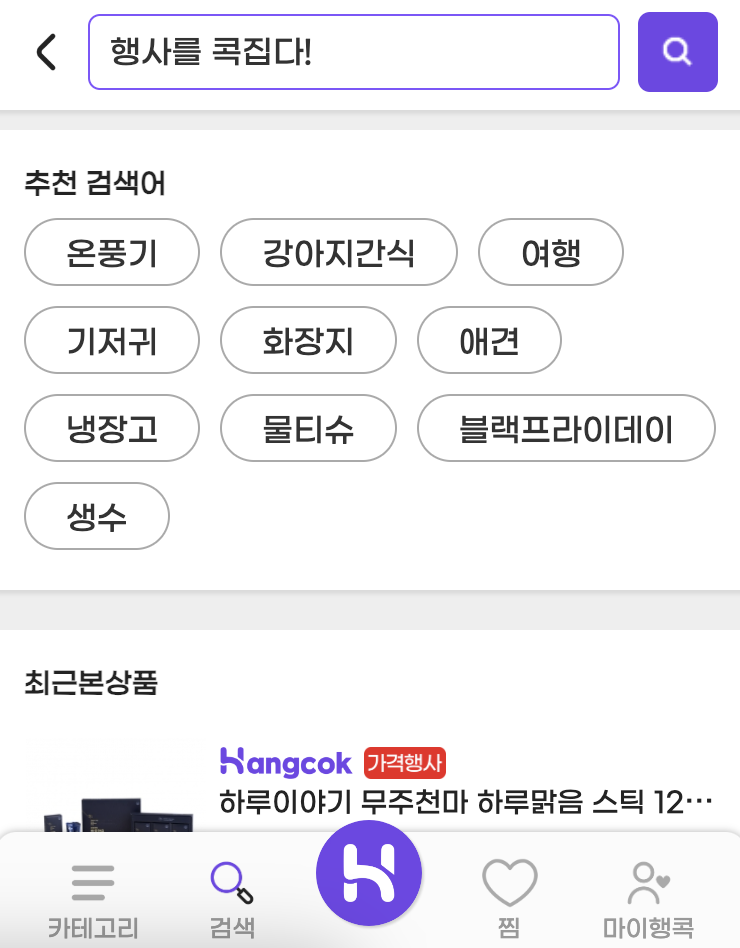 행사를 콕집다!
추천 검색어
온풍기 강아지간식 여행
기저귀 화장지 애견
냉장고 물티슈 블랙프라이데이
생수
최근본상품
Hangcok 가격행사
하루이야기 무주천마 하루맑음 스틱 12···
카테고리 검색 찜 마이행콕